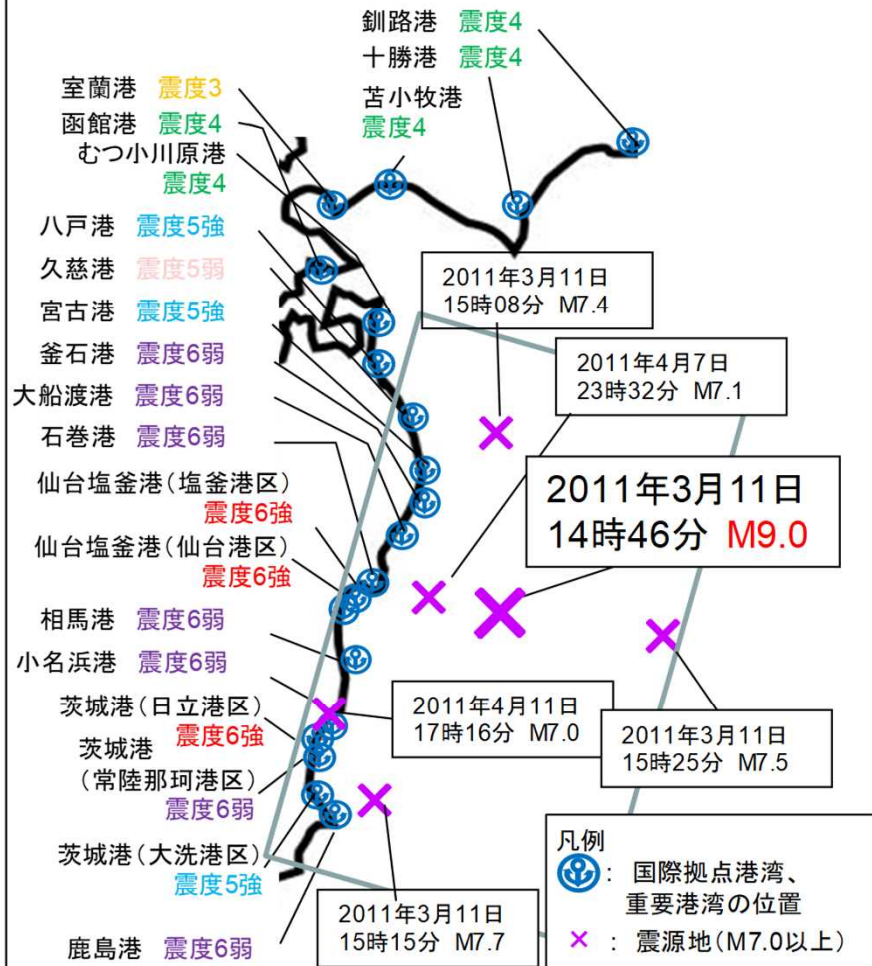 釧路港 震度4
十勝港 震度4
苫小牧港
震度4
室蘭港 震度3
函館港 震度4
むつ小川原港
震度4
八戸港 震度5強
久慈港 震度5弱
宮古港 震度5強
釜石港 震度6弱
大船渡港 震度6弱
石巻港 震度6弱
仙台塩釜港(塩釜港区)
震度6強
仙台塩釜港(仙台港区)
震度6強
相馬港 震度6弱
小名浜港 震度6弱
茨城港(日立港区)
震度6強
茨城港
(常陸那珂港区)
震度6弱
茨城港(大洗港区)
震度5強
鹿島港 震度6弱
2011年3月11日
15時08分 M7.4
2011年4月7日
23時32分 M7.1
2011年3月11日
14時46分 M9.0
2011年4月11日
17時16分 M7.0
2011年3月11日
15時25分 M7.5
2011年3月11日
15時15分 M7.7
凡例
: 国際拠点港湾、
重要港湾の位置
× : 震源地(M7.0以上)